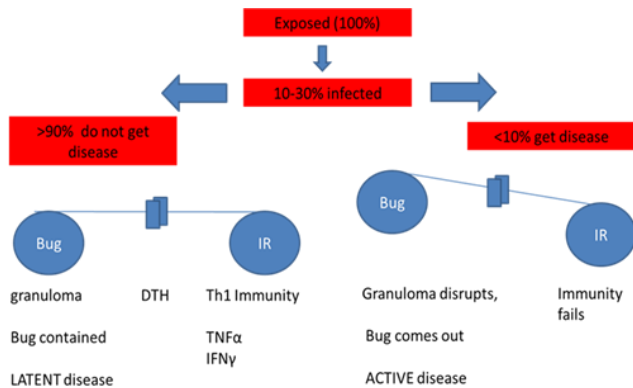 Exposed (100%)
10-30% infected
>90% do not get
disease
<10% get disease
Bug
IR
Bug
IR
granuloma
DTH
Th1 Immunity
Bug contained
TNFα
IFNγ
LATENT disease
Granuloma disrupts,
Immunity
fails
Bug comes out
ACTIVE disease